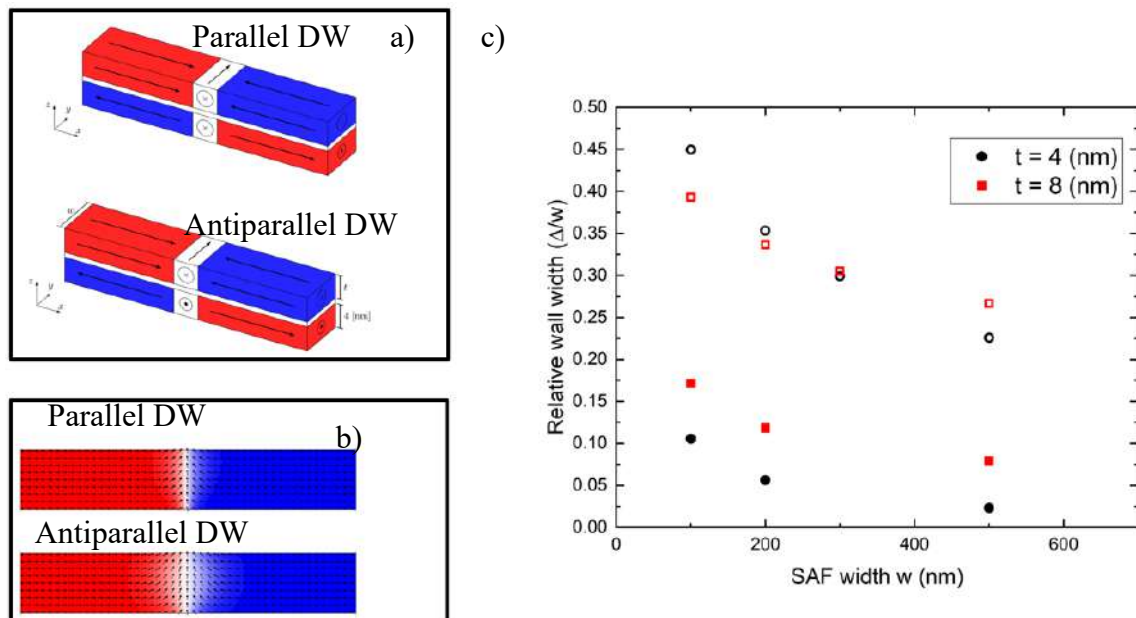 Parallel DW
a)
z
y
x
Antiparallel DW
w
t
4 [nm]
z
y
x
Parallel DW
b)
Antiparallel DW
c)
0.50
0.45
0.40
0.35
0.30
0.25
0.20
0.15
0.10
0.05
0.00
Relative wall width (Δ/w)
t = 4 (nm)
t = 8 (nm)
0
200
400
600
SAF width w (nm)